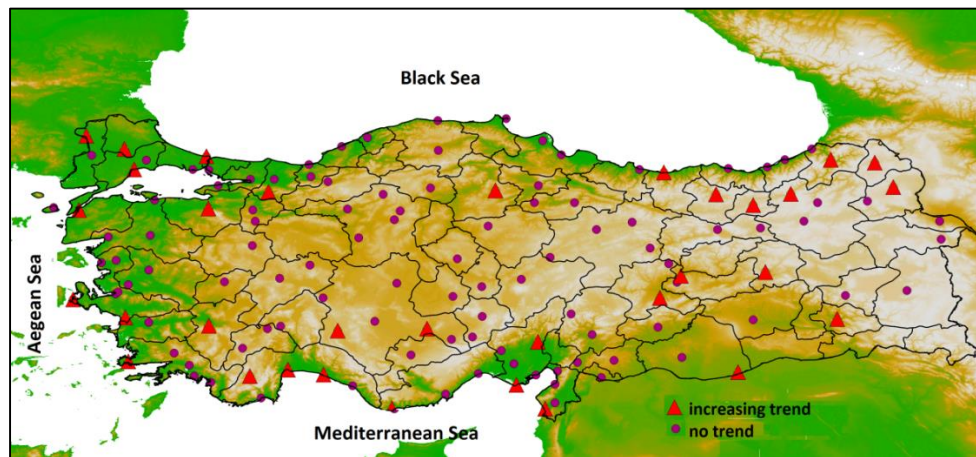 Black Sea
Aegean Sea
Mediterranean Sea
increasing trend
no trend